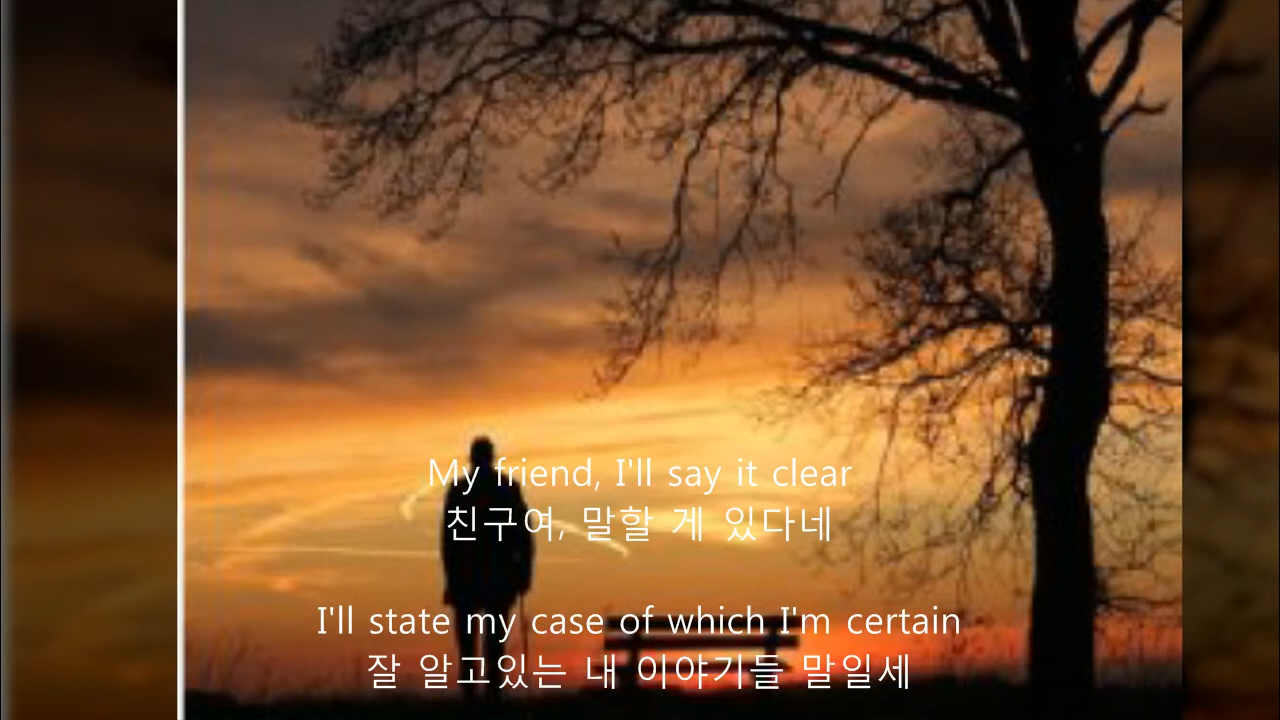 My friend, I'll say it clear
친구여, 말할 게 있다네
I'll state my case of which I'm certain
잘 알고있는 내 이야기들 말일세